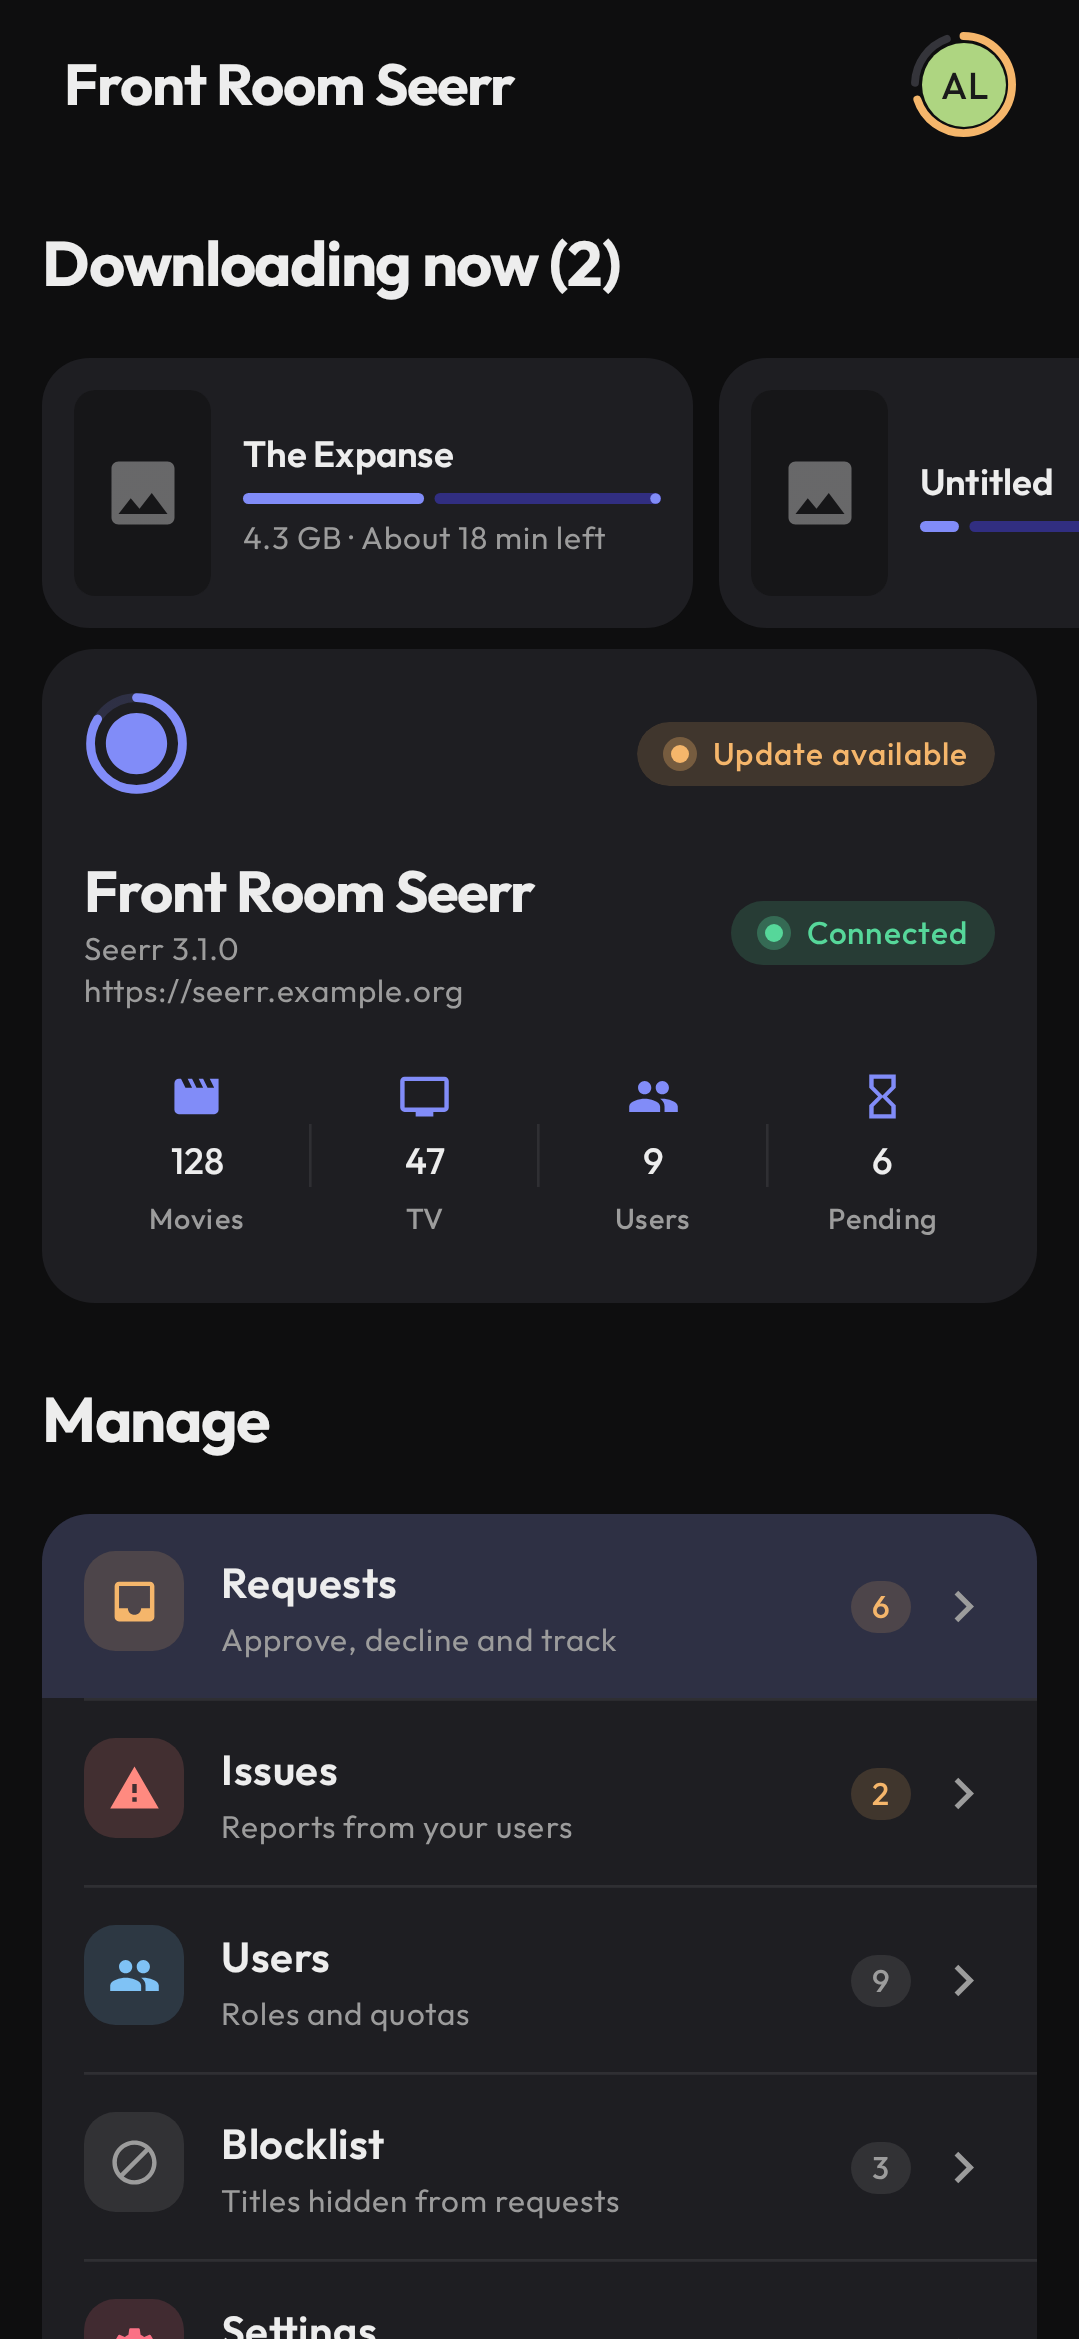 Front Room Seerr
AL
Downloading now (2)
The Expanse
4.3 GB · About 18 min left
Untitled
Update available
Front Room Seerr
Seerr 3.1.0
https://seerr.example.org
Connected
128
Movies
47
TV
9
Users
6
Pending
Manage
Requests
Approve, decline and track
6
Issues
Reports from your users
2
Users
Roles and quotas
9
Blocklist
Titles hidden from requests
3
Settings